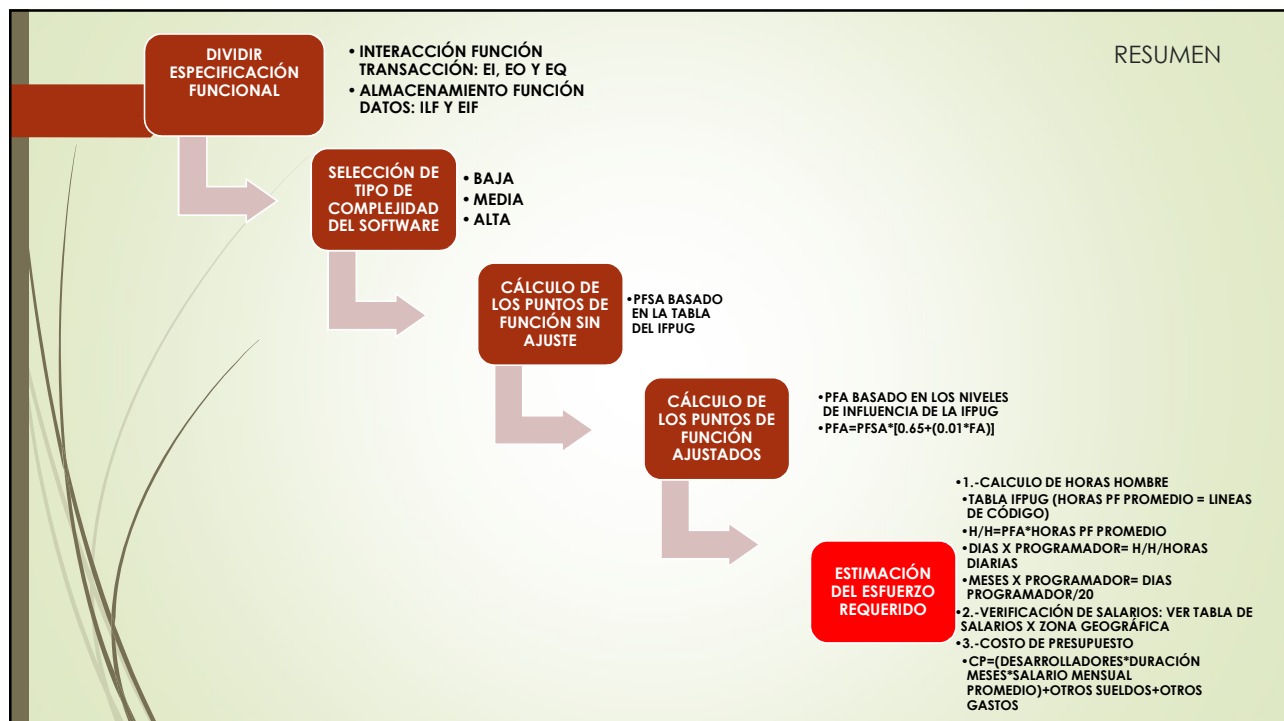 RESUMEN
DIVIDIR
ESPECIFICACIÓN
FUNCIONAL
• INTERACCIÓN FUNCIÓN
TRANSACCIÓN: EI, EO Y EQ
• ALMACENAMIENTO FUNCIÓN
DATOS: ILF Y EIF
SELECCIÓN DE
TIPO DE
COMPLEJIDAD
DEL SOFTWARE
• BAJA
• MEDIA
• ALTA
CÁLCULO DE
LOS PUNTOS DE
FUNCIÓN SIN
AJUSTE
•PFSA BASADO
EN LA TABLA
DEL IFPUG
CÁLCULO DE
LOS PUNTOS DE
FUNCIÓN
AJUSTADOS
•PFA BASADO EN LOS NIVELES
DE INFLUENCIA DE LA IFPUG
•PFA=PFSA*[0.65+(0.01*FA)]
ESTIMACIÓN
DEL ESFUERZO
REQUERIDO
•1.-CALCULO DE HORAS HOMBRE
•TABLA IFPUG (HORAS PF PROMEDIO = LINEAS
DE CÓDIGO)
•H/H=PFA*HORAS PF PROMEDIO
•DIAS X PROGRAMADOR= H/H/HORAS
DIARIAS
•MESES X PROGRAMADOR= DIAS
PROGRAMADOR/20
•2.-VERIFICACIÓN DE SALARIOS: VER TABLA DE
SALARIOS X ZONA GEOGRÁFICA
•3.-COSTO DE PRESUPUESTO
•CP=(DESARROLLADORES*DURACIÓN
MESES*SALARIO MENSUAL
PROMEDIO)+OTROS SUELDOS+OTROS
GASTOS